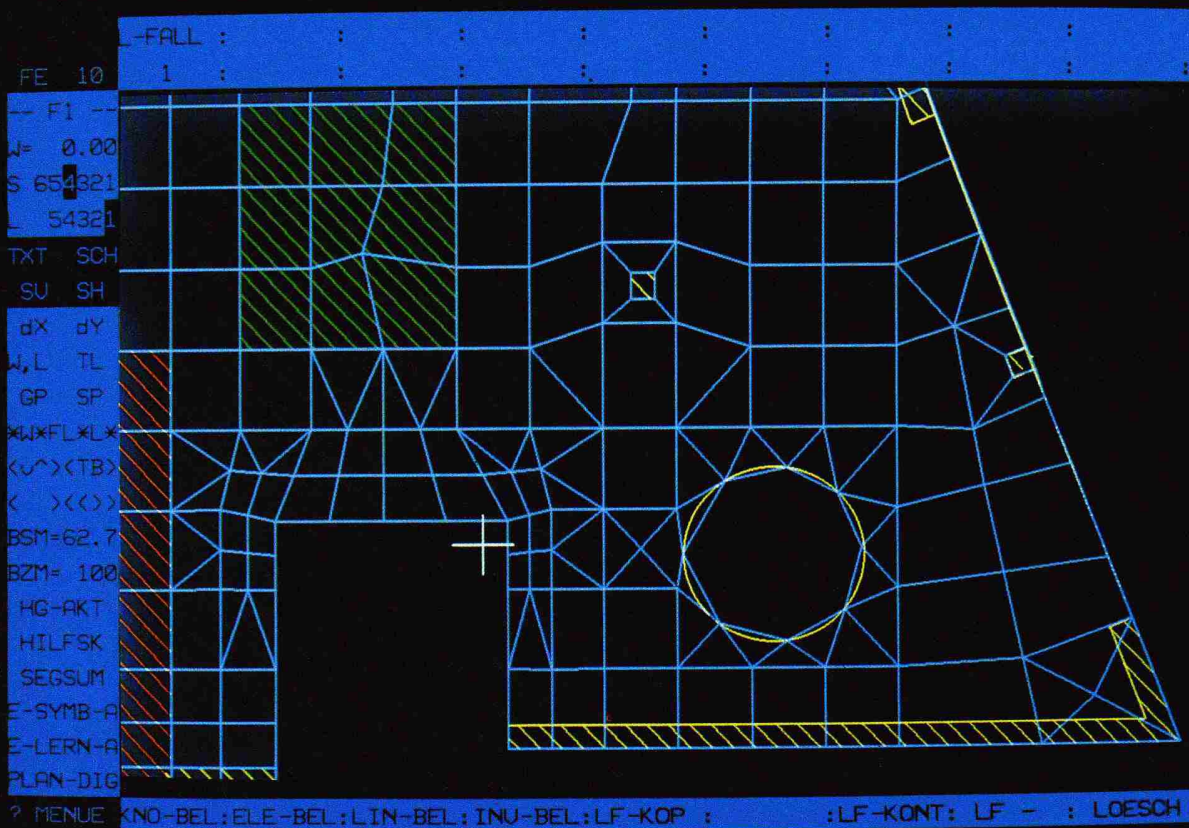 L-FALL : : : : : : : :
FE 10 1 : : : : : : : :
-- F1 --
W= 0.00
S 654321
L 54321
TXT SCH
SV SH
dX dY
W,L TL
GP SP
*W*FL*L*
<v^><TB>
< ><<>>
BSM=62.7
BZM= 100
HG-AKT
HILFSK
SEGSUM
E-SYMB-A
E-LERN-A
PLAN-DIG
? MENUE KNO-BEL:ELE-BEL:LIN-BEL:INV-BEL:LF-KOP : :LF-KONT: LF - : LOESCH